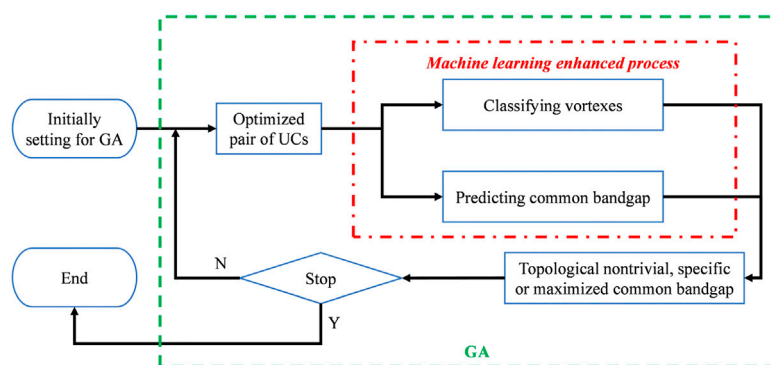 Machine learning enhanced process
Initially
setting for GA
Optimized
pair of UCs
Classifying vortexes
Predicting common bandgap
End
N
Stop
Topological nontrivial, specific
or maximized common bandgap
Y
GA